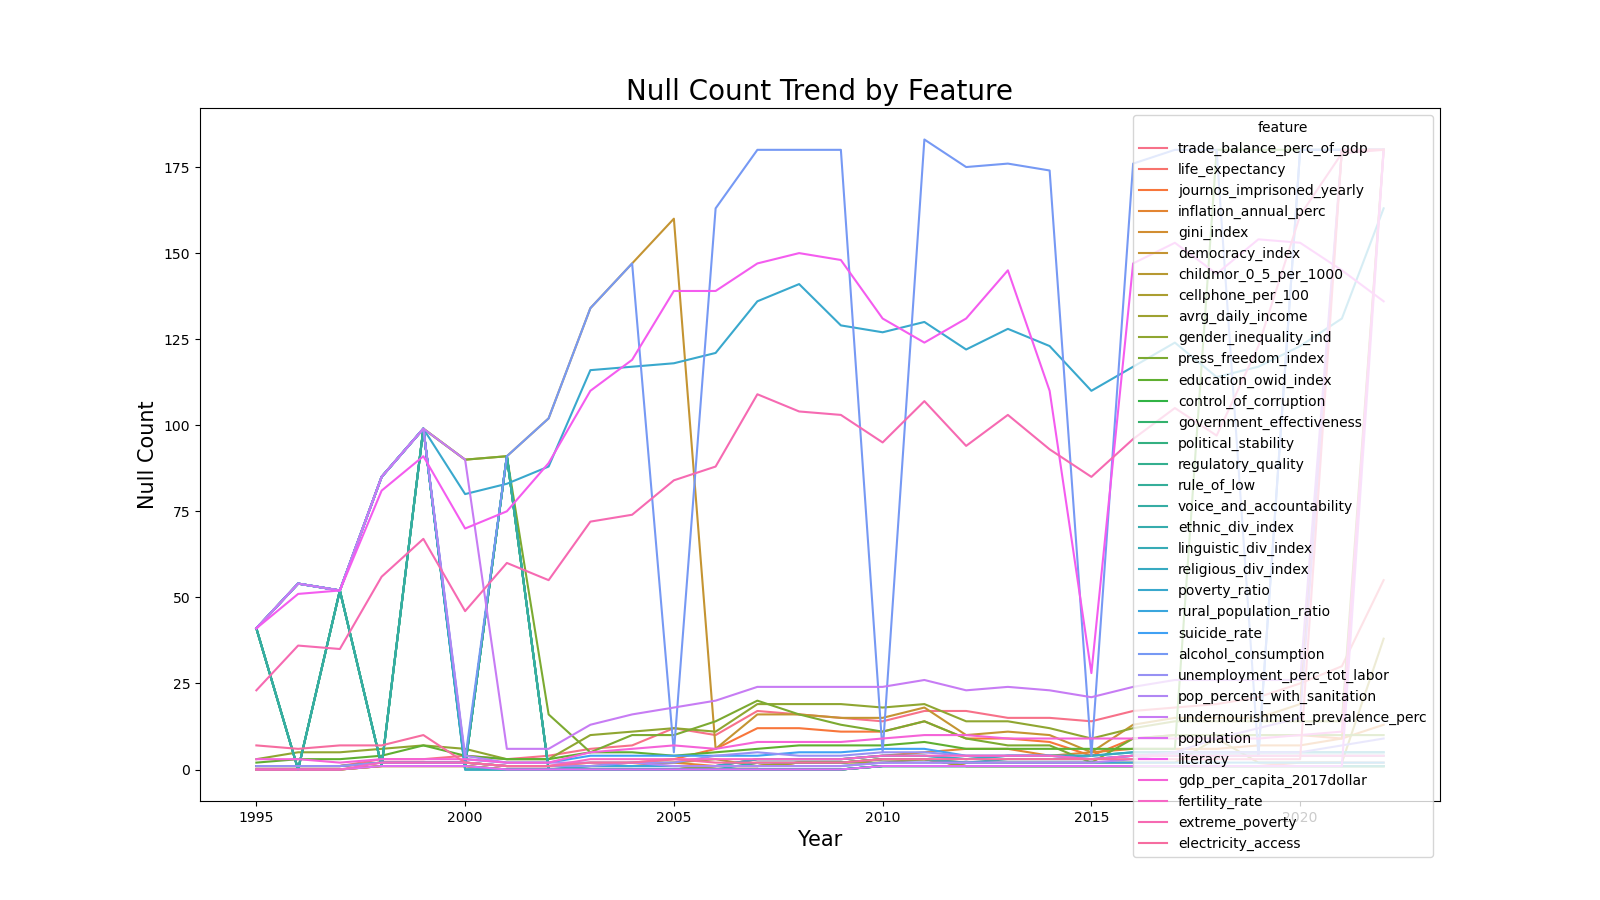 Null Count Trend by Feature
Null Count
175
150
125
100
75
50
25
0
1995
2000
2005
2010
2015
2020
Year
feature
trade_balance_perc_of_gdp
life_expectancy
journos_imprisoned_yearly
inflation_annual_perc
gini_index
democracy_index
childmor_0_5_per_1000
cellphone_per_100
avrg_daily_income
gender_inequality_ind
press_freedom_index
education_owid_index
control_of_corruption
government_effectiveness
political_stability
regulatory_quality
rule_of_low
voice_and_accountability
ethnic_div_index
linguistic_div_index
religious_div_index
poverty_ratio
rural_population_ratio
suicide_rate
alcohol_consumption
unemployment_perc_tot_labor
pop_percent_with_sanitation
undernourishment_prevalence_perc
population
literacy
gdp_per_capita_2017dollar
fertility_rate
extreme_poverty
electricity_access